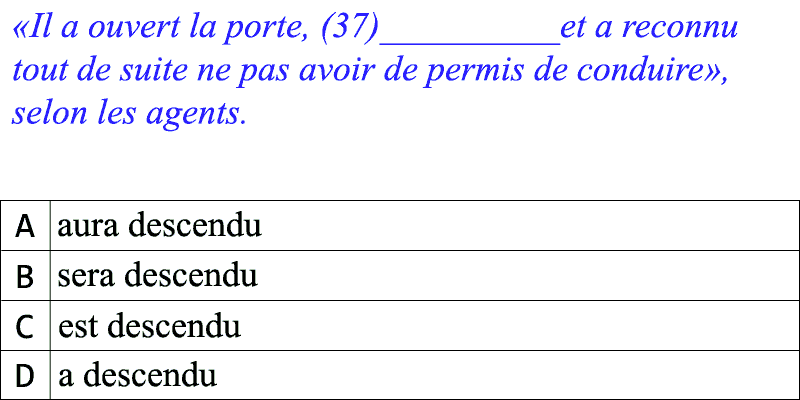 «Il a ouvert la porte, (37)__________et a reconnu
tout de suite ne pas avoir de permis de conduire»,
selon les agents.
A aura descendu
B sera descendu
C est descendu
D a descendu